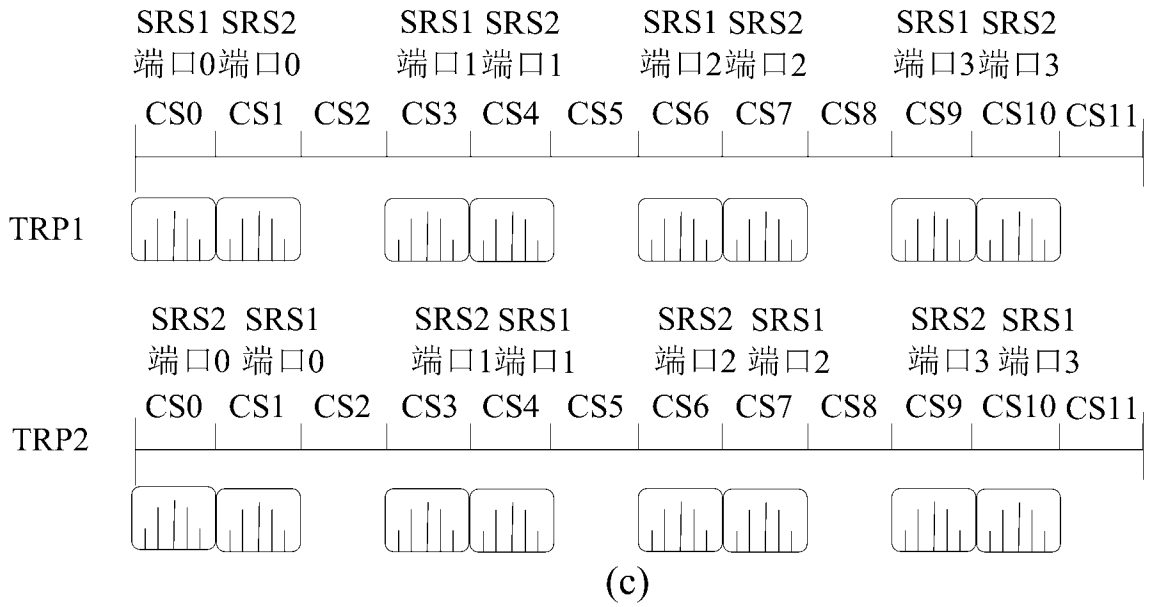 SRS1 SRS2 SRS1 SRS2 SRS1 SRS2 SRS1 SRS2
端口0 端口0 端口1 端口1 端口2 端口2 端口3 端口3
CS0 CS1 CS2 CS3 CS4 CS5 CS6 CS7 CS8 CS9 CS10 CS11
TRP1
SRS2 SRS1 SRS2 SRS1 SRS2 SRS1 SRS2 SRS1
端口0 端口0 端口1 端口1 端口2 端口2 端口3 端口3
CS0 CS1 CS2 CS3 CS4 CS5 CS6 CS7 CS8 CS9 CS10 CS11
TRP2
(c)